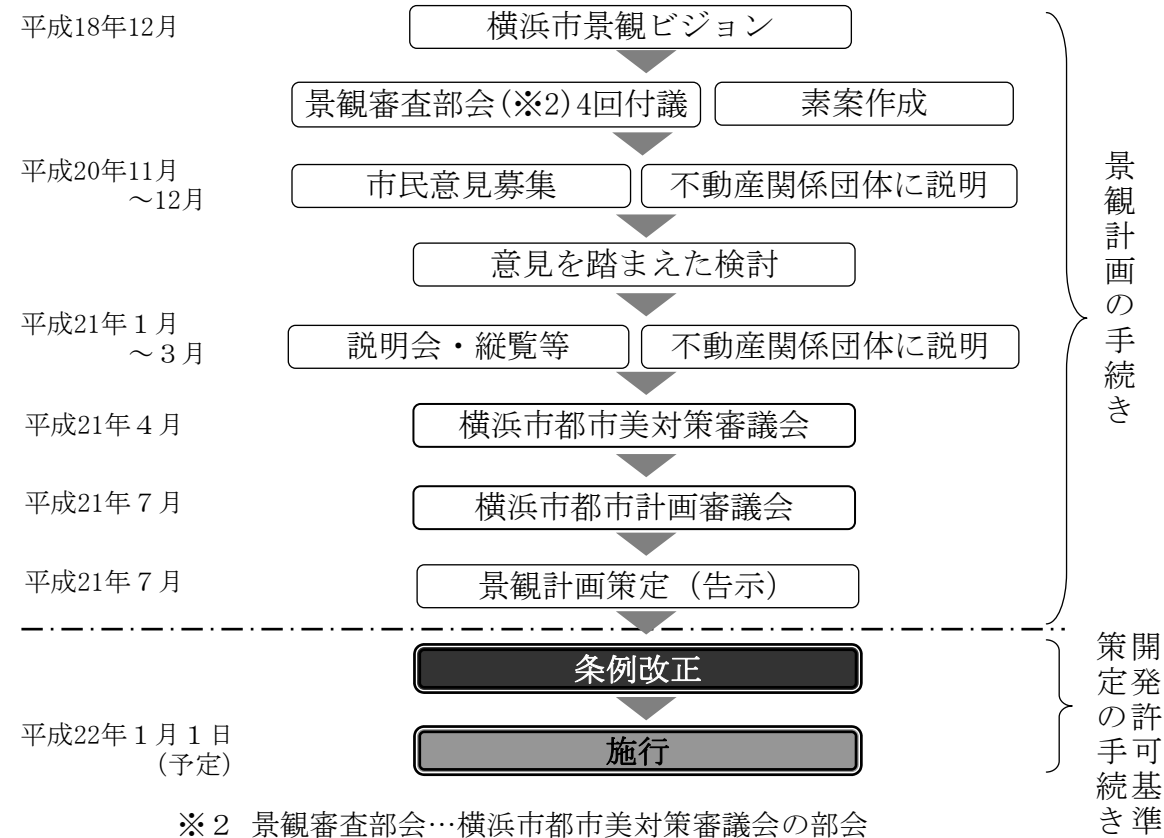 平成18年12月
横浜市景観ビジョン
景観審査部会(※2)4回付議
素案作成
平成20年11月
～12月
市民意見募集
不動産関係団体に説明
意見を踏まえた検討
平成21年１月
～３月
説明会・縦覧等
不動産関係団体に説明
平成21年４月
横浜市都市美対策審議会
平成21年７月
横浜市都市計画審議会
平成21年７月
景観計画策定（告示）
景観計画の手続き
条例改正
平成22年１月１日
(予定)
施行
開発許可基準
策定の手続き
※２ 景観審査部会…横浜市都市美対策審議会の部会